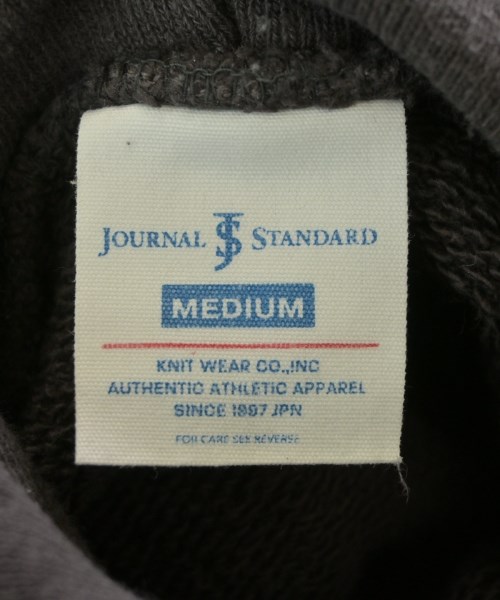 JOURNAL JS STANDARD
MEDIUM
KNIT WEAR CO.,INC
AUTHENTIC ATHLETIC APPAREL
SINCE 1997 JPN
FOR CARE SEE REVERSE